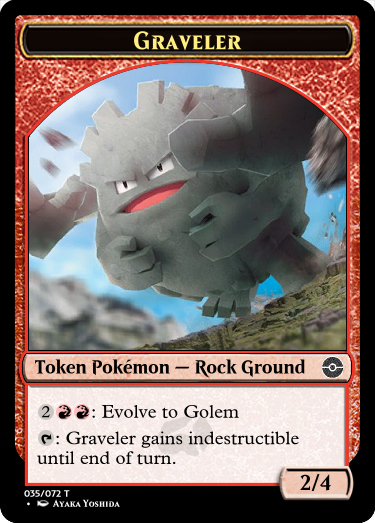 Graveler
Token Pokémon — Rock Ground
2: Evolve to Golem
: Graveler gains indestructible
until end of turn.
2/4
035/072 T
• Ayaka Yoshida